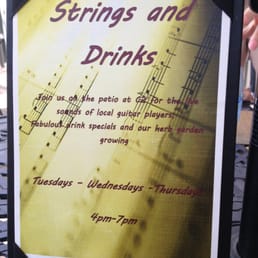 Strings and
Drinks
Join us on the patio at C2 for the live
sounds of local guitar players,
fabulous drink specials and our herb garden
growing
Tuesdays - Wednesdays -Thursdays
4pm-7pm